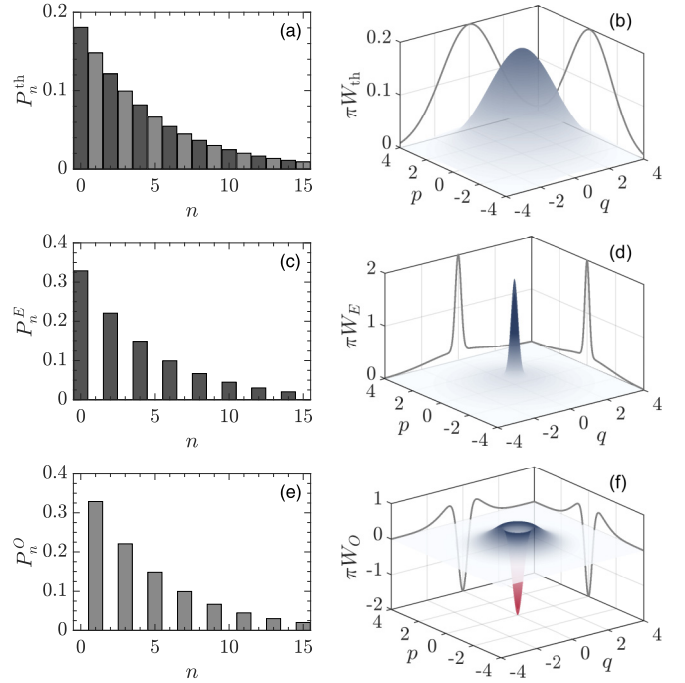 (a)
0.2
0.1
0
P_n^th
0 5 10 15
n
(b)
0.2
0.1
0
πW_th
4 2 0 -2 -4
p
-4 -2 0 2 4
q
(c)
0.4
0.3
0.2
0.1
0
P_n^E
0 5 10 15
n
(d)
2
1
0
πW_E
4 2 0 -2 -4
p
-4 -2 0 2 4
q
(e)
0.4
0.3
0.2
0.1
0
P_n^O
0 5 10 15
n
(f)
1
0
-1
-2
πW_O
4 2 0 -2 -4
p
-4 -2 0 2 4
q